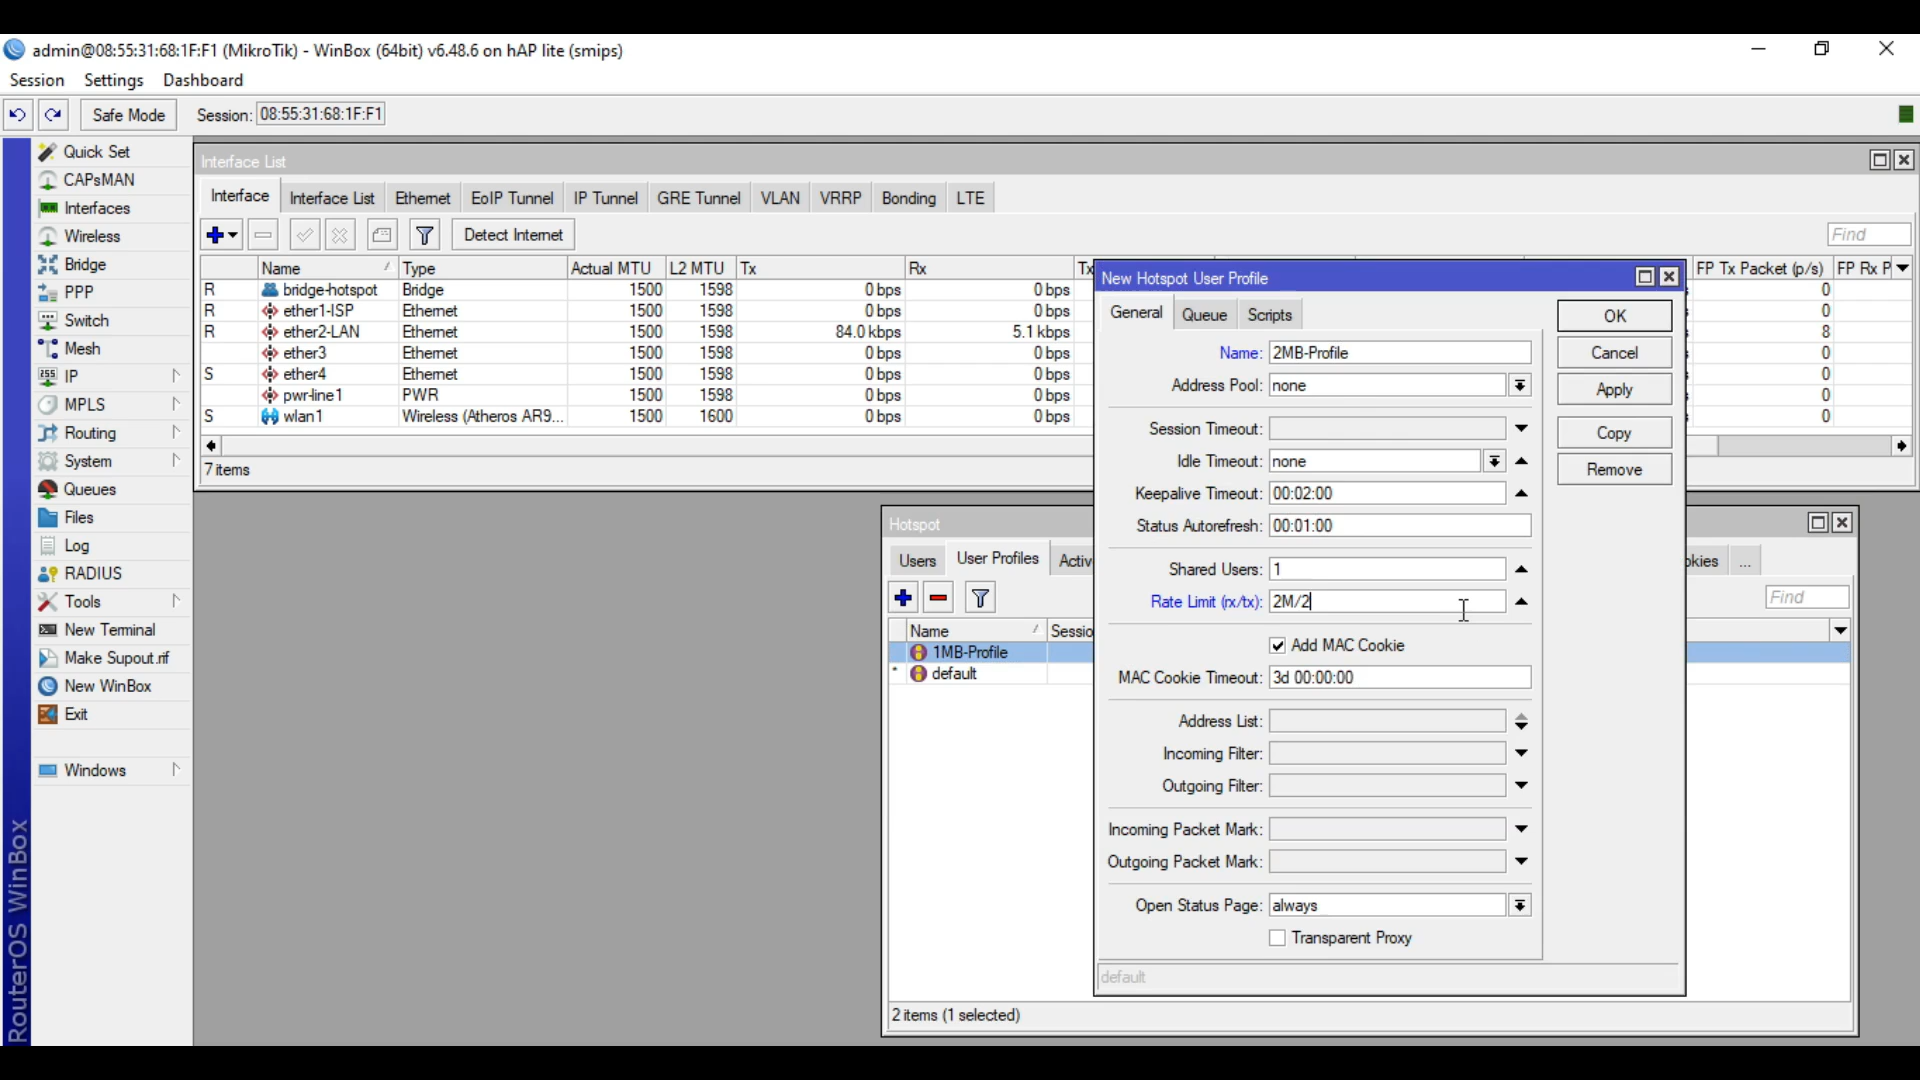 admin@08:55:31:68:1F:F1 (MikroTik) - WinBox (64bit) v6.48.6 on hAP lite (smips)
Session Settings Dashboard
Safe Mode Session: 08:55:31:68:1F:F1
Quick Set
CAPsMAN
Interfaces
Wireless
Bridge
PPP
Switch
Mesh
IP
MPLS
Routing
System
Queues
Files
Log
RADIUS
Tools
New Terminal
Make Supout.rif
New WinBox
Exit
Windows
RouterOS WinBox
Interface List
Interface Interface List Ethernet EoIP Tunnel IP Tunnel GRE Tunnel VLAN VRRP Bonding LTE
Detect Internet Find
Name Type Actual MTU L2 MTU Tx Rx Tx FP Tx Packet (p/s) FP Rx P
R bridge-hotspot Bridge 1500 1598 0 bps 0 bps 0
R ether1-ISP Ethernet 1500 1598 0 bps 0 bps 0
R ether2-LAN Ethernet 1500 1598 84.0 kbps 5.1 kbps 8
ether3 Ethernet 1500 1598 0 bps 0 bps 0
S ether4 Ethernet 1500 1598 0 bps 0 bps 0
pwr-line1 PWR 1500 1598 0 bps 0 bps 0
S wlan1 Wireless (Atheros AR9... 1500 1600 0 bps 0 bps 0
7 items
Hotspot
Users User Profiles Activ okies ...
Find
Name Sessio
1MB-Profile
* default
2 items (1 selected)
New Hotspot User Profile
General Queue Scripts
Name: 2MB-Profile
Address Pool: none
Session Timeout:
Idle Timeout: none
Keepalive Timeout: 00:02:00
Status Autorefresh: 00:01:00
Shared Users: 1
Rate Limit (rx/tx): 2M/2
Add MAC Cookie
MAC Cookie Timeout: 3d 00:00:00
Address List:
Incoming Filter:
Outgoing Filter:
Incoming Packet Mark:
Outgoing Packet Mark:
Open Status Page: always
Transparent Proxy
default
OK
Cancel
Apply
Copy
Remove